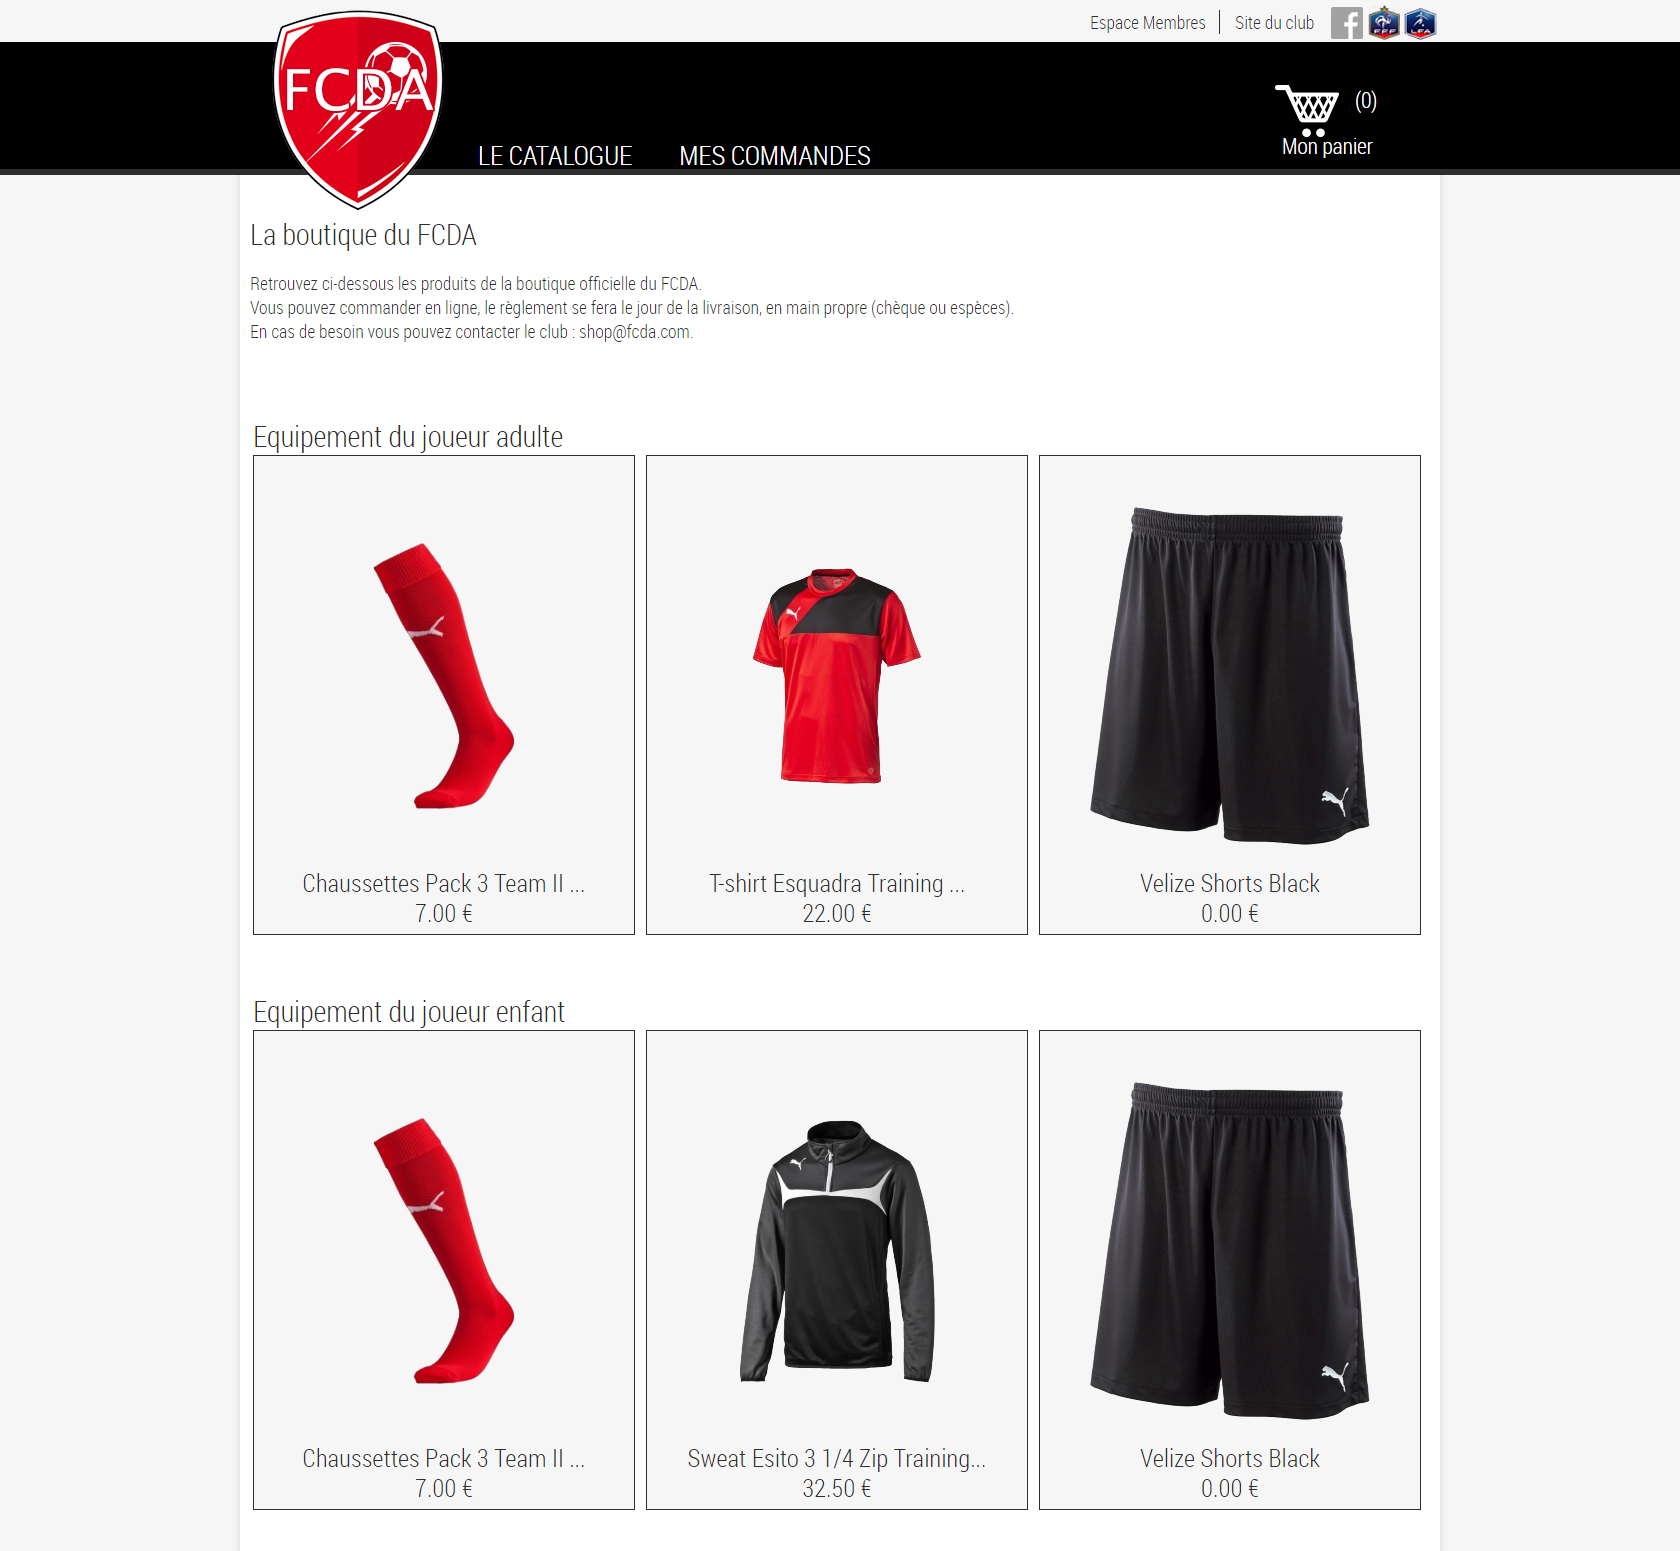 Espace Membres
Site du club
FFF
LFA
FCDA
LE CATALOGUE
MES COMMANDES
(0)
Mon panier
La boutique du FCDA
Retrouvez ci-dessous les produits de la boutique officielle du FCDA.
Vous pouvez commander en ligne, le règlement se fera le jour de la livraison, en main propre (chèque ou espèces).
En cas de besoin vous pouvez contacter le club : shop@fcda.com.
Equipement du joueur adulte
Chaussettes Pack 3 Team II ...
7.00 €
T-shirt Esquadra Training ...
22.00 €
Velize Shorts Black
0.00 €
Equipement du joueur enfant
Chaussettes Pack 3 Team II ...
7.00 €
Sweat Esito 3 1/4 Zip Training...
32.50 €
Velize Shorts Black
0.00 €